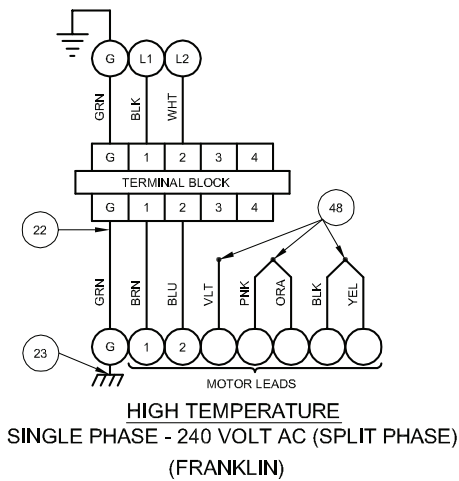 G L1 L2
GRN BLK WHT
G 1 2 3 4
TERMINAL BLOCK
G 1 2 3 4
22
48
GRN BRN BLU VLT PNK ORA BLK YEL
23
G 1 2
MOTOR LEADS
HIGH TEMPERATURE
SINGLE PHASE - 240 VOLT AC (SPLIT PHASE)
(FRANKLIN)